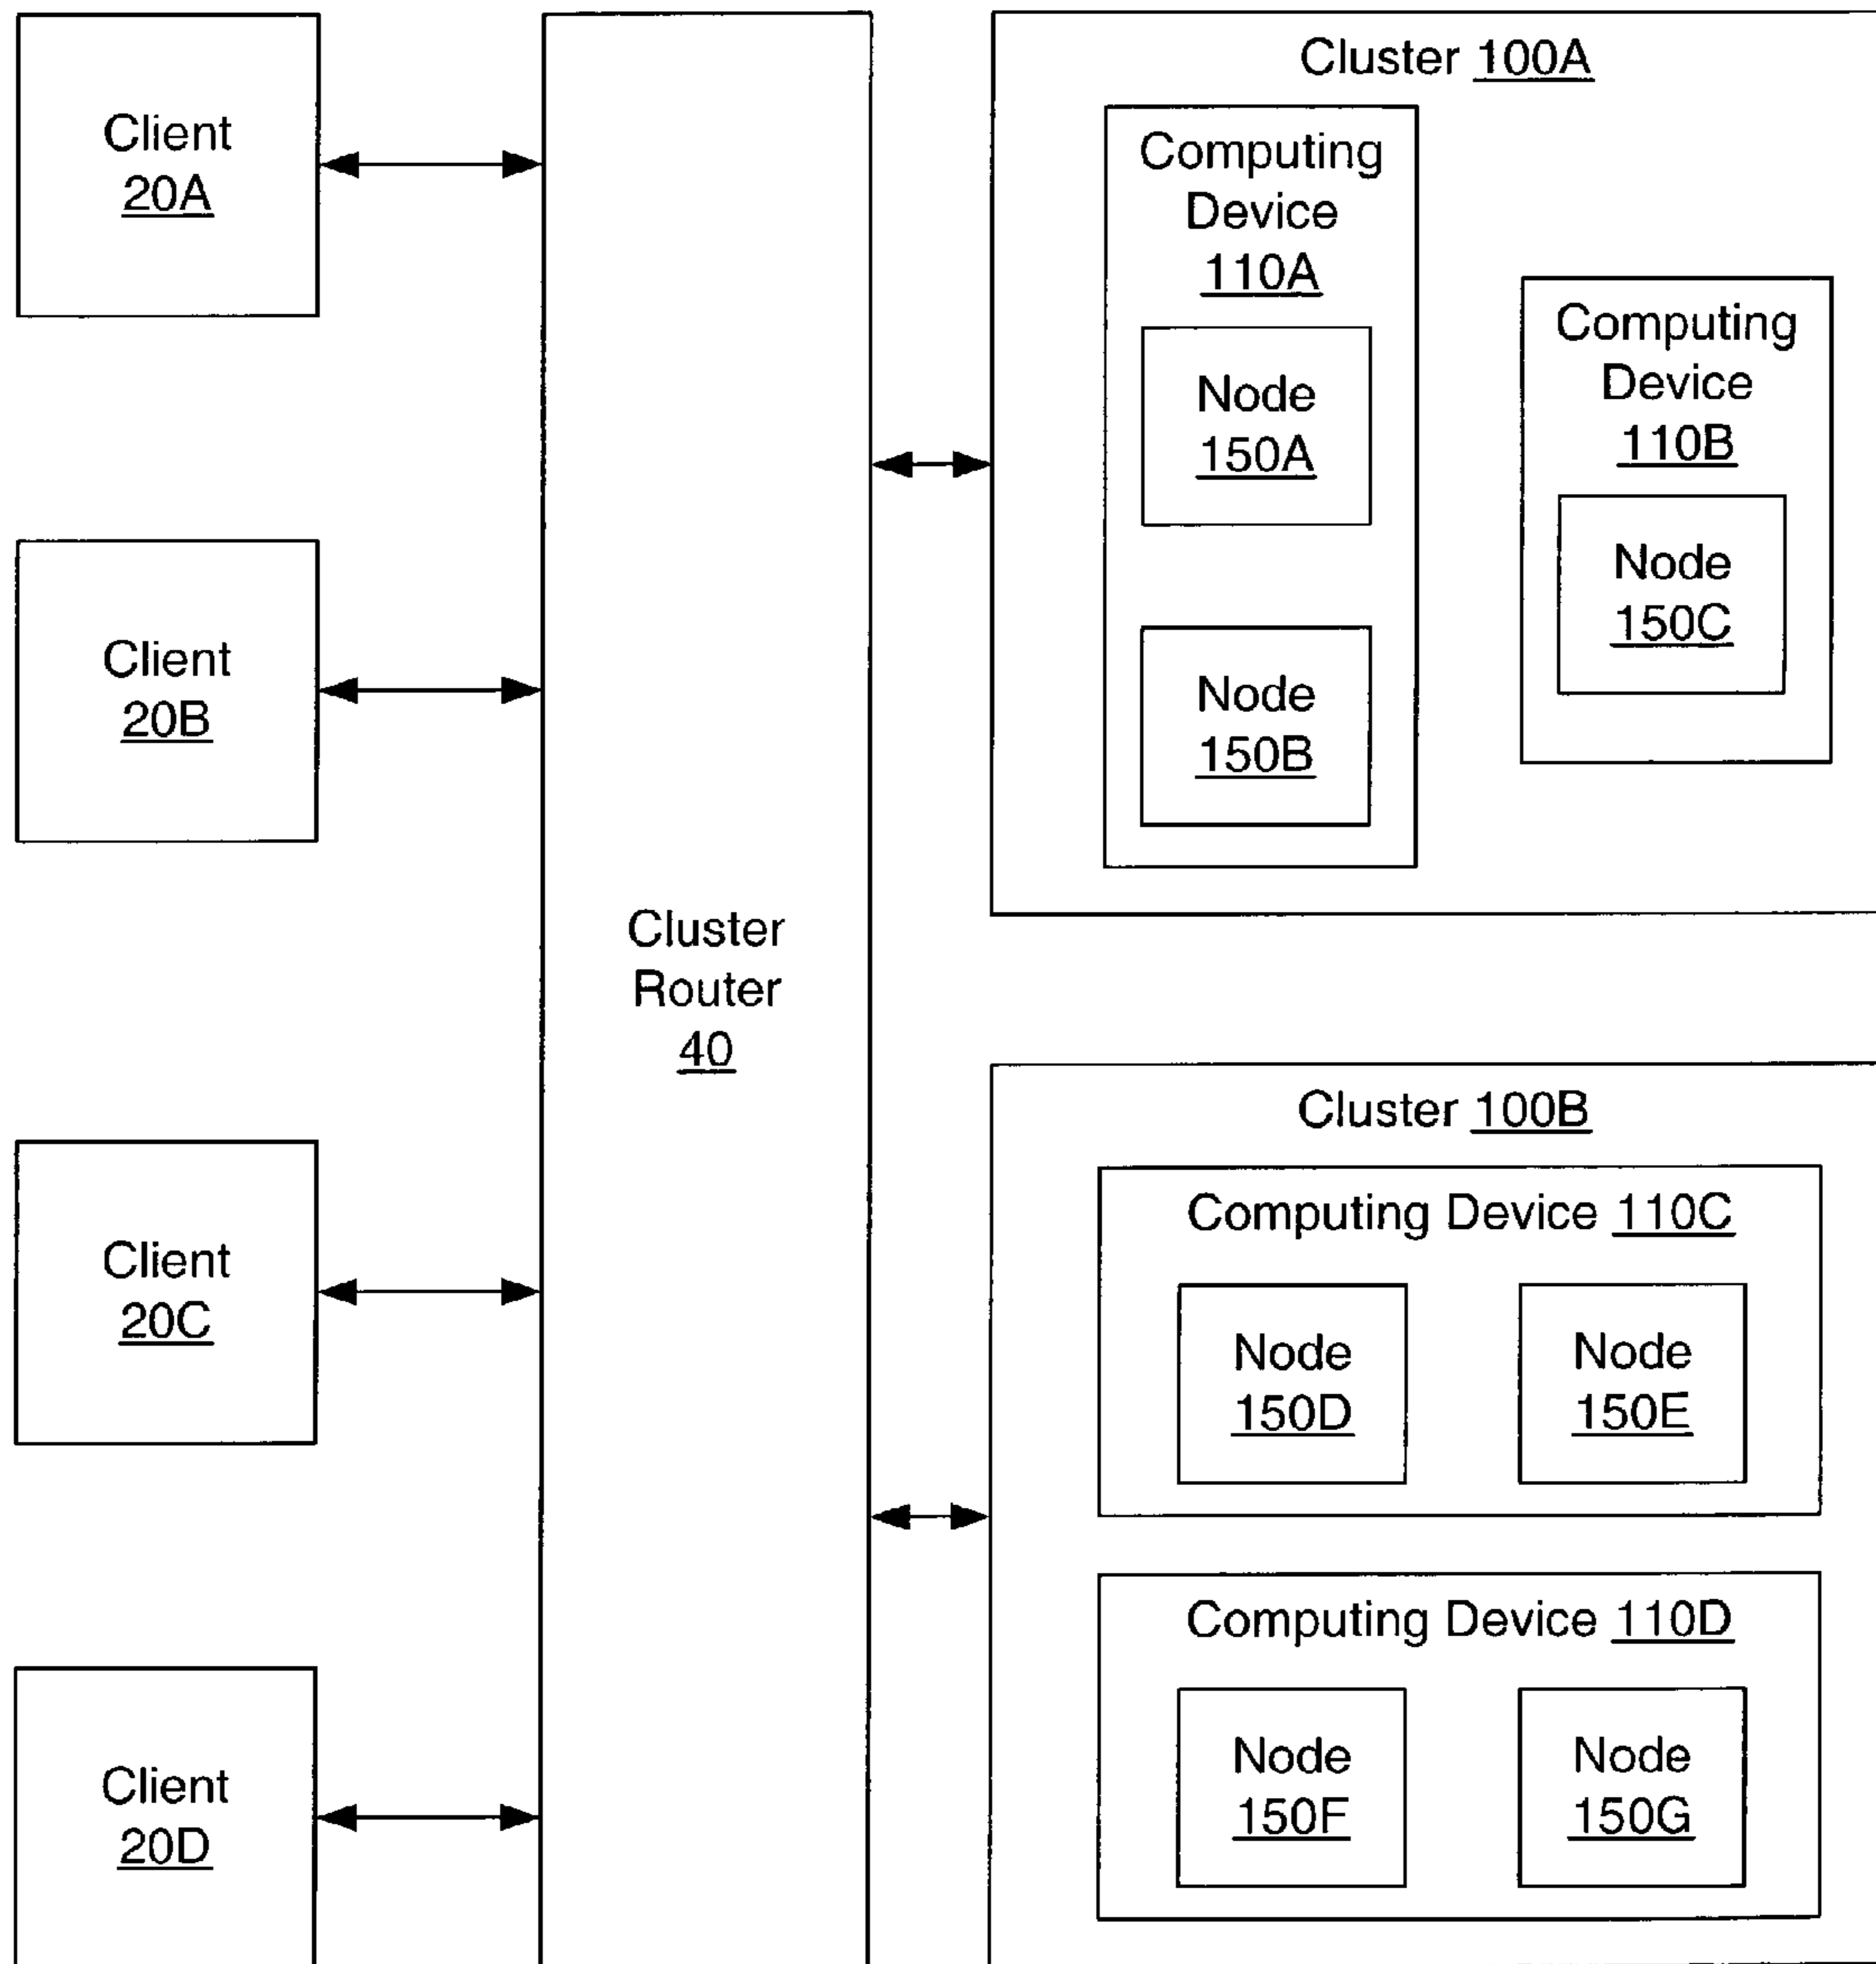 Client
20A
Client
20B
Client
20C
Client
20D
Cluster
Router
40
Cluster 100A
Computing
Device
110A
Node
150A
Node
150B
Computing
Device
110B
Node
150C
Cluster 100B
Computing Device 110C
Node
150D
Node
150E
Computing Device 110D
Node
150F
Node
150G